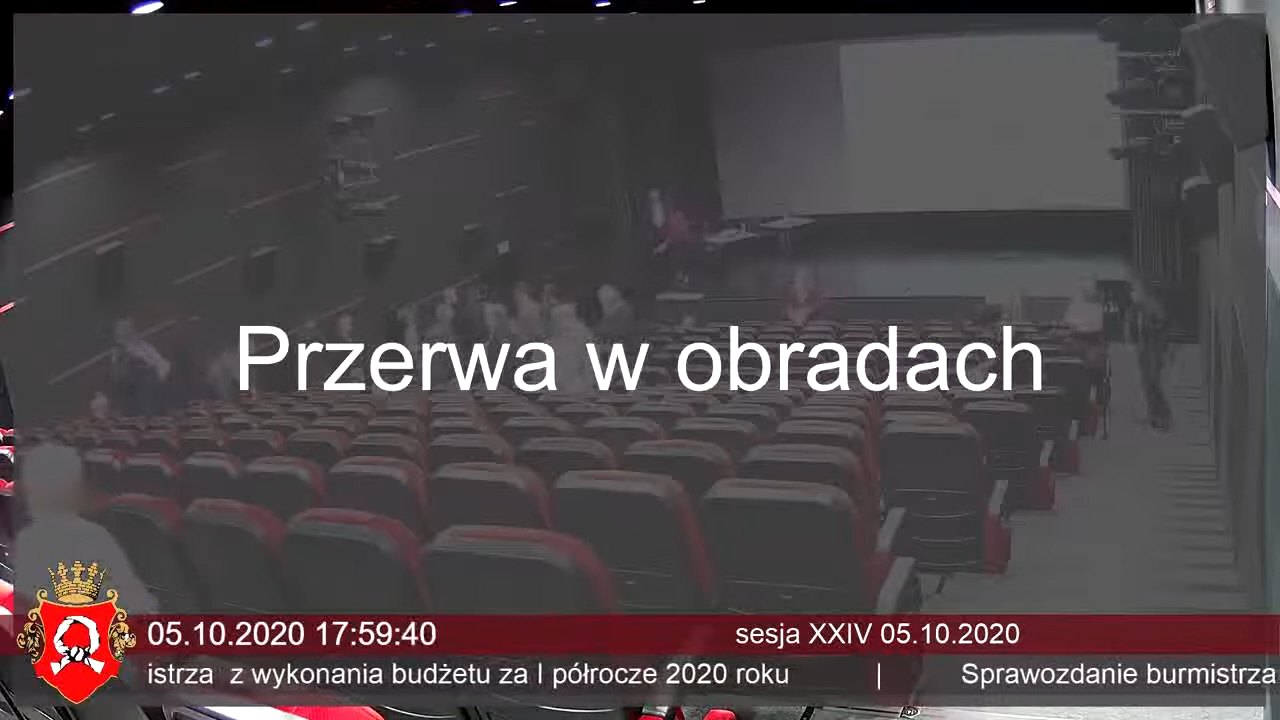 Przerwa w obradach
05.10.2020 17:59:40 sesja XXIV 05.10.2020
istrza z wykonania budżetu za I półrocze 2020 roku | Sprawozdanie burmistrza